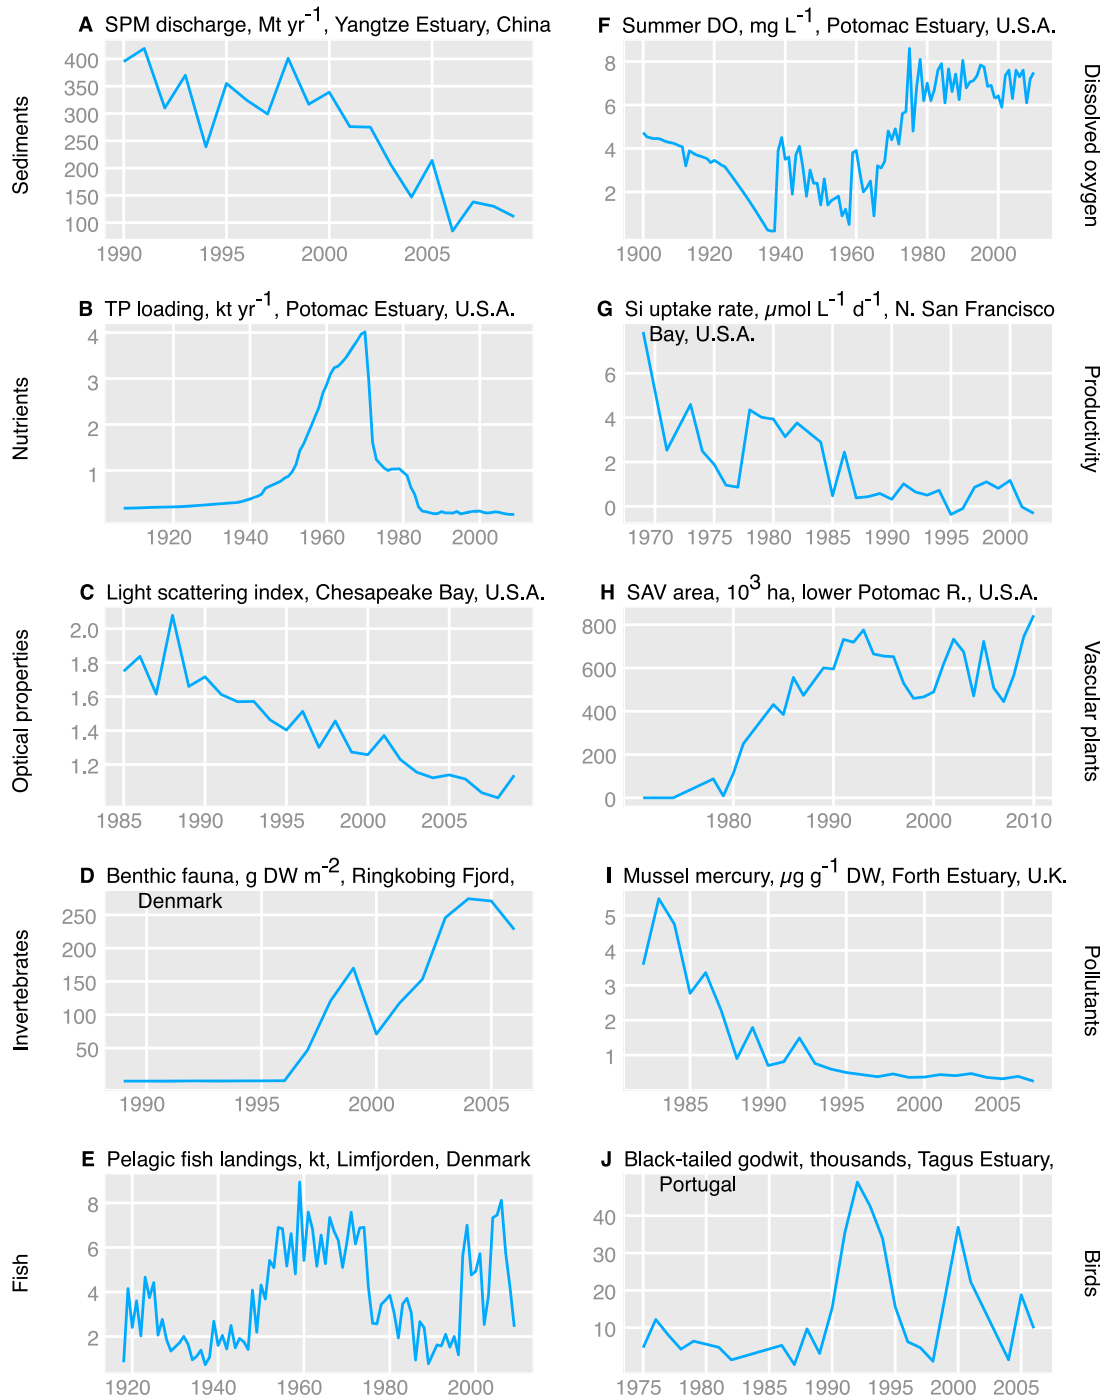 A SPM discharge, Mt yr-1, Yangtze Estuary, China
400
350
300
250
200
150
100
1990 1995 2000 2005
Sediments
F Summer DO, mg L-1, Potomac Estuary, U.S.A.
8
6
4
2
1900 1920 1940 1960 1980 2000
Dissolved oxygen
B TP loading, kt yr-1, Potomac Estuary, U.S.A.
4
3
2
1
1920 1940 1960 1980 2000
Nutrients
G Si uptake rate, μmol L-1 d-1, N. San Francisco
Bay, U.S.A.
6
4
2
0
1970 1975 1980 1985 1990 1995 2000
Productivity
C Light scattering index, Chesapeake Bay, U.S.A.
2.0
1.8
1.6
1.4
1.2
1985 1990 1995 2000 2005
Optical properties
H SAV area, 103 ha, lower Potomac R., U.S.A.
800
600
400
200
0
1980 1990 2000 2010
Vascular plants
D Benthic fauna, g DW m-2, Ringkobing Fjord,
Denmark
250
200
150
100
50
1990 1995 2000 2005
Invertebrates
I Mussel mercury, μg g-1 DW, Forth Estuary, U.K.
5
4
3
2
1
1985 1990 1995 2000 2005
Pollutants
E Pelagic fish landings, kt, Limfjorden, Denmark
8
6
4
2
1920 1940 1960 1980 2000
Fish
J Black-tailed godwit, thousands, Tagus Estuary,
Portugal
40
30
20
10
1975 1980 1985 1990 1995 2000 2005
Birds